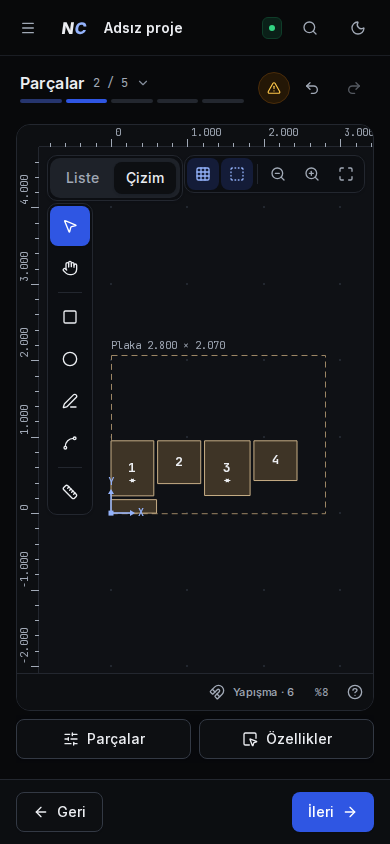 NC Adsız proje
Parçalar 2 / 5
0 1.000 2.000 3.000
Liste Çizim
4.000
3.000
2.000
1.000
0
-1.000
-2.000
Plaka 2.800 × 2.070
1 2 3 4
Y
X
Yapışma · 6 %8
Parçalar Özellikler
Geri İleri